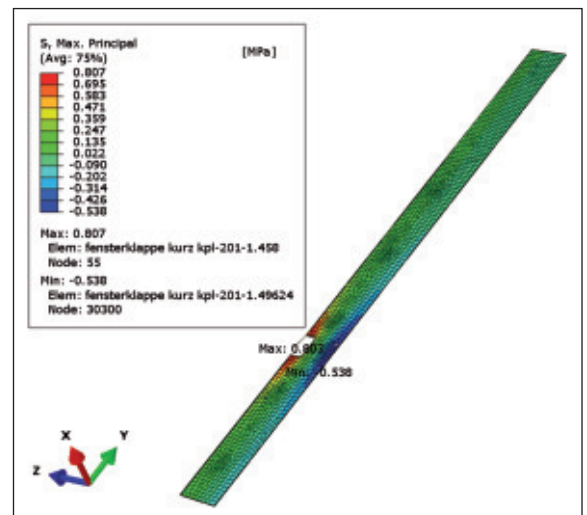 S, Max. Principal [MPa]
(Avg: 75%)
0.807
0.695
0.583
0.471
0.359
0.247
0.135
0.022
-0.090
-0.202
-0.314
-0.426
-0.538
Max: 0.807
Elem: fensterklappe kurz kpl-201-1.458
Node: 55
Min: -0.538
Elem: fensterklappe kurz kpl-201-1.49624
Node: 30300
Max: 0.807
Min: -0.538
X
Y
Z